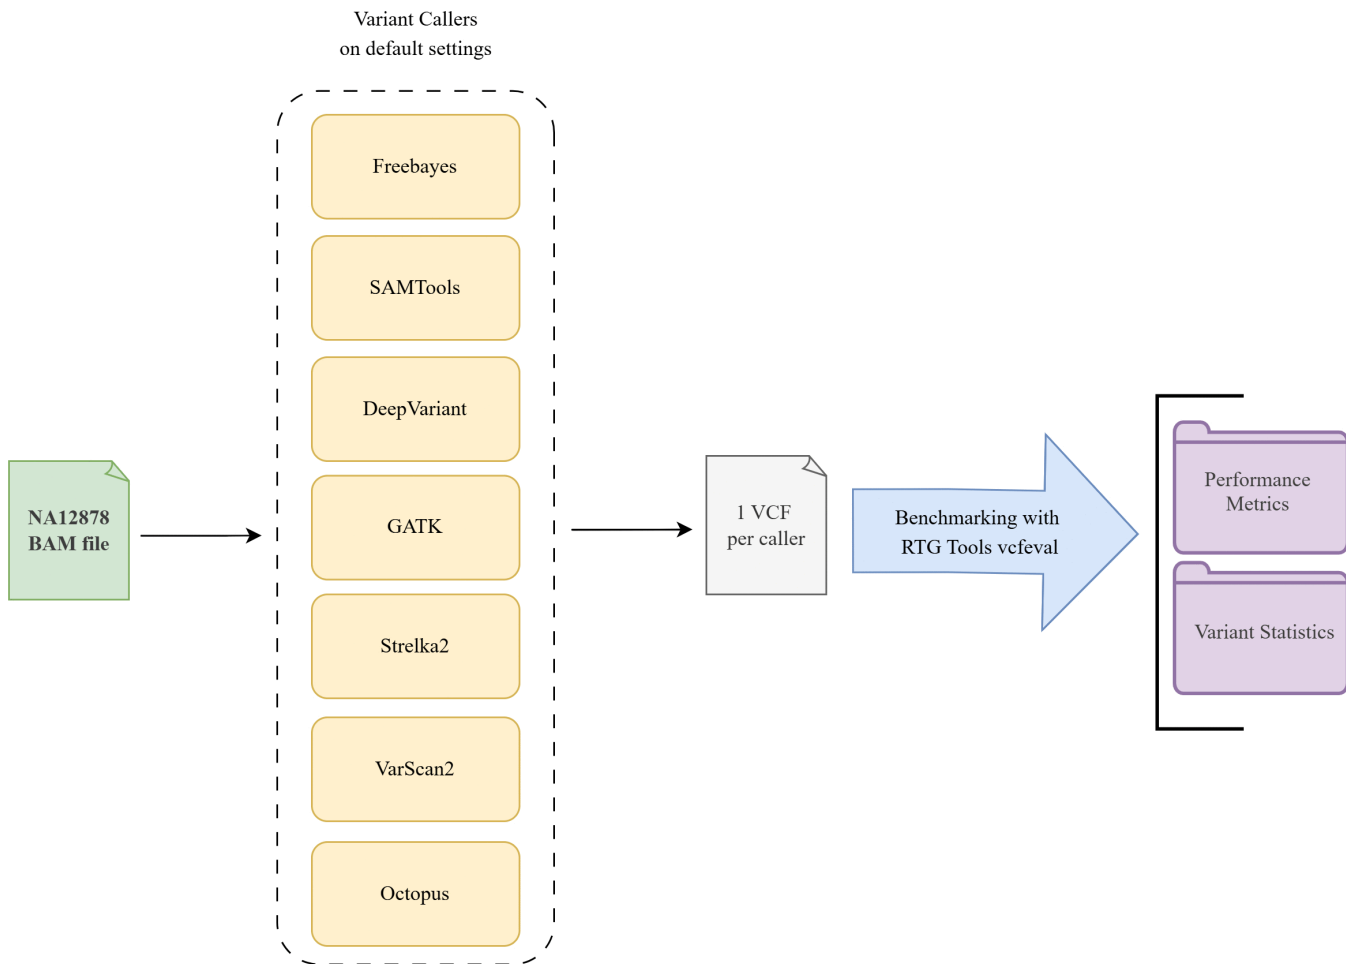 Variant Callers
on default settings
Freebayes
SAMTools
DeepVariant
GATK
Strelka2
VarScan2
Octopus
NA12878
BAM file
1 VCF
per caller
Benchmarking with
RTG Tools vcfeval
Performance
Metrics
Variant Statistics